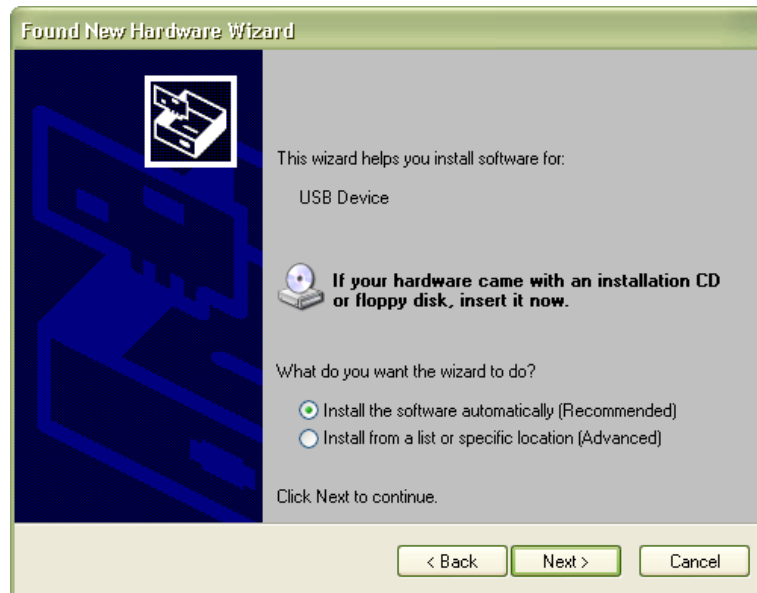 Found New Hardware Wizard
This wizard helps you install software for:
USB Device
If your hardware came with an installation CD
or floppy disk, insert it now.
What do you want the wizard to do?
Install the software automatically (Recommended)
Install from a list or specific location (Advanced)
Click Next to continue.
< Back Next > Cancel